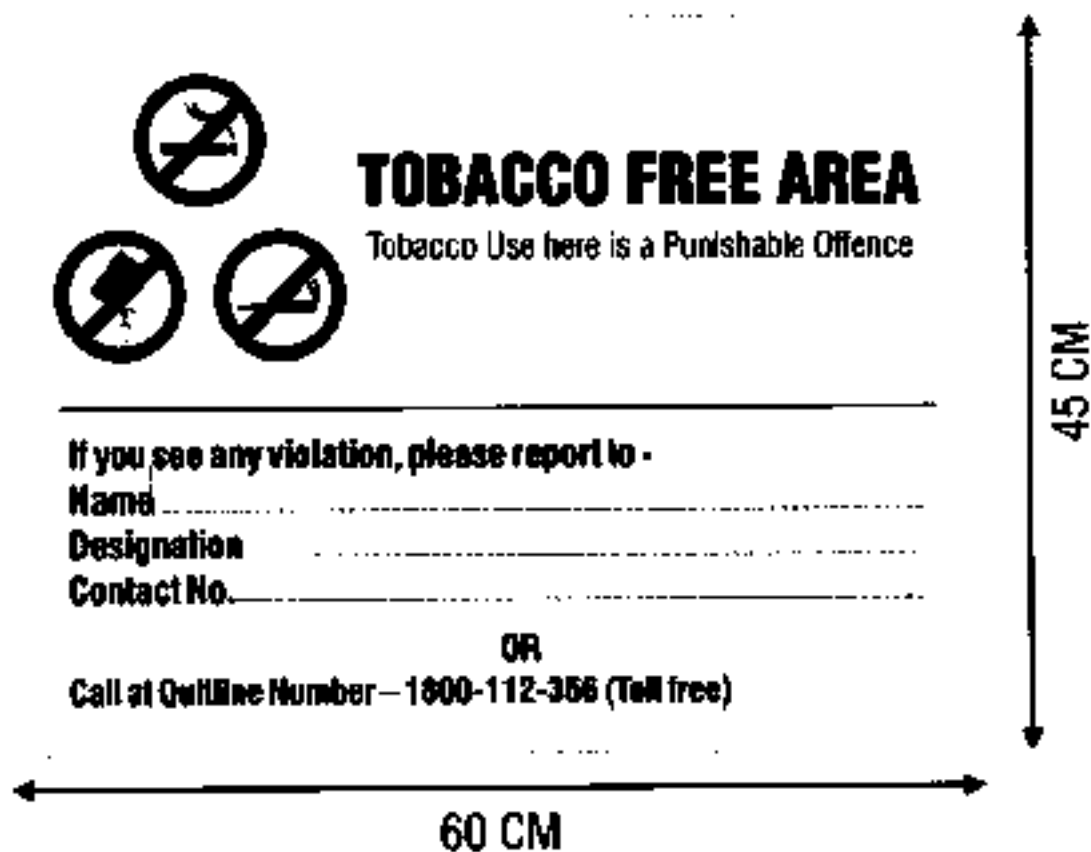 TOBACCO FREE AREA
Tobacco Use here is a Punishable Offence
If you see any violation, please report to -
Name
Designation
Contact No.
OR
Call at Quitline Number – 1800-112-356 (Toll free)
45 CM
60 CM